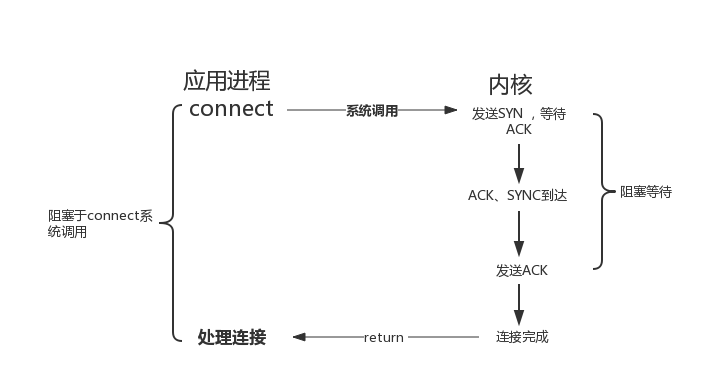 应用进程
内核
connect
系统调用
发送SYN ，等待
ACK
ACK、SYNC到达
阻塞等待
阻塞于connect系
统调用
发送ACK
处理连接
return
连接完成